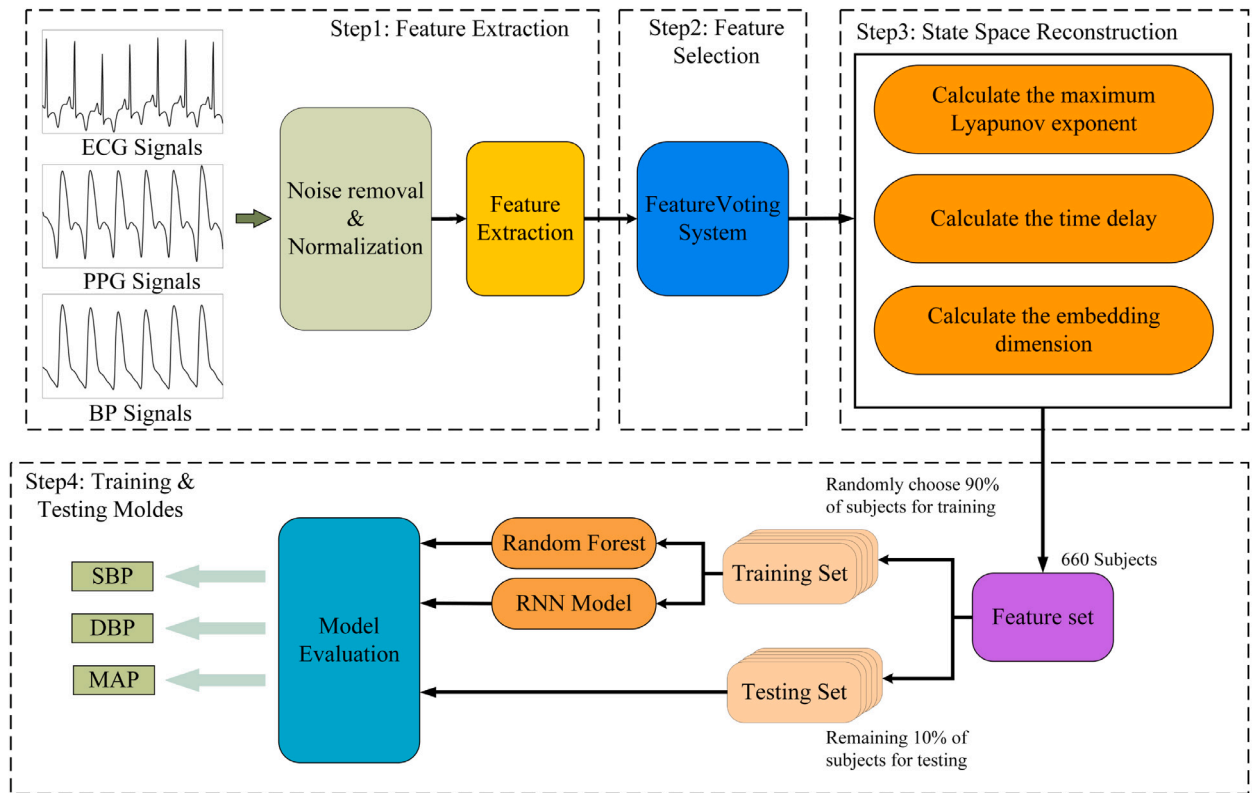 Step1: Feature Extraction
ECG Signals
PPG Signals
BP Signals
Noise removal
&
Normalization
Feature
Extraction
Step2: Feature
Selection
FeatureVoting
System
Step3: State Space Reconstruction
Calculate the maximum
Lyapunov exponent
Calculate the time delay
Calculate the embedding
dimension
Step4: Training &
Testing Moldes
SBP
DBP
MAP
Model
Evaluation
Random Forest
RNN Model
Randomly choose 90%
of subjects for training
Training Set
Testing Set
Remaining 10% of
subjects for testing
660 Subjects
Feature set